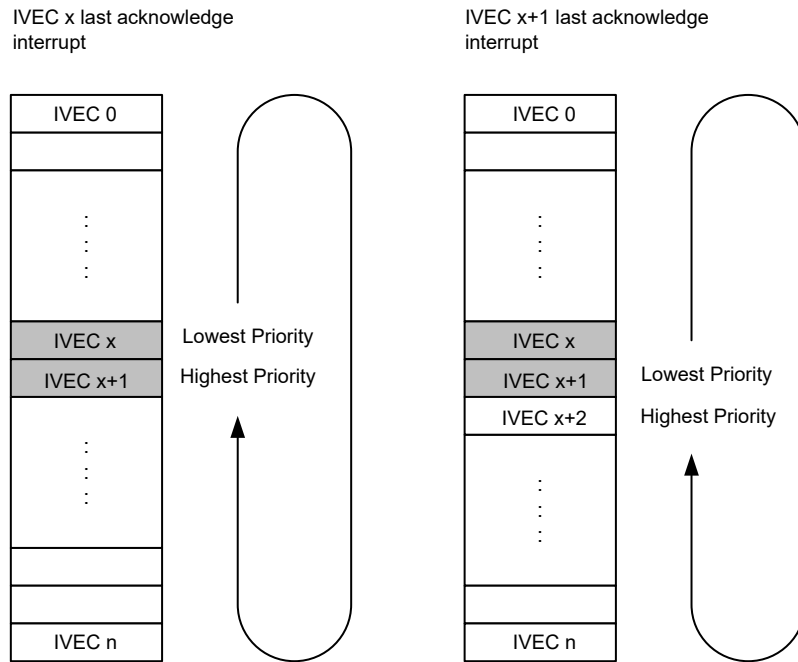 IVEC x last acknowledge
interrupt
IVEC 0
.
.
.
IVEC x
Lowest Priority
IVEC x+1
Highest Priority
.
.
.
IVEC n
IVEC x+1 last acknowledge
interrupt
IVEC 0
.
.
.
IVEC x
IVEC x+1
Lowest Priority
IVEC x+2
Highest Priority
.
.
.
IVEC n